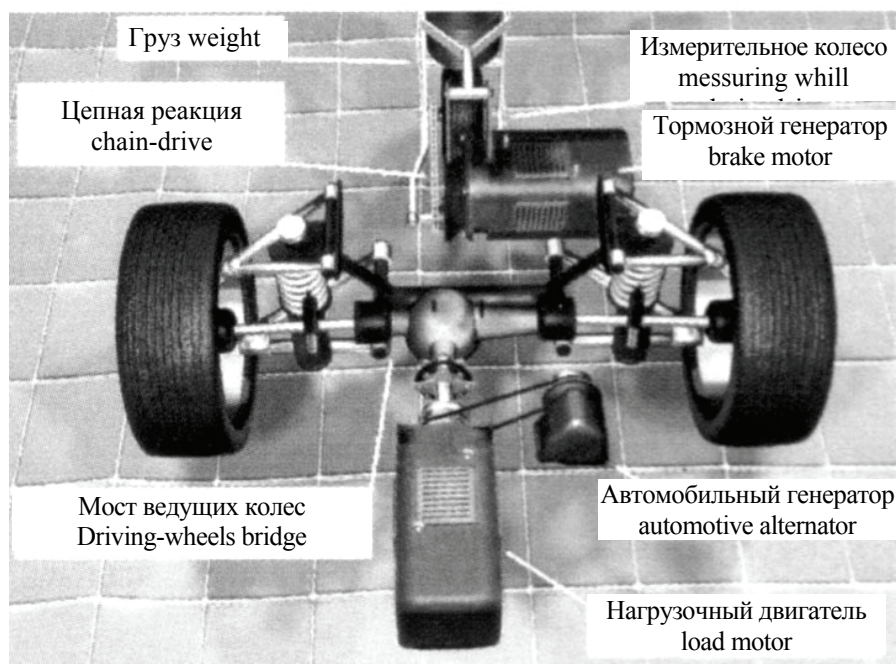 Груз weight
Измерительное колесо
messuring whill
Цепная реакция
chain-drive
Тормозной генератор
brake motor
Мост ведущих колес
Driving-wheels bridge
Автомобильный генератор
automotive alternator
Нагрузочный двигатель
load motor